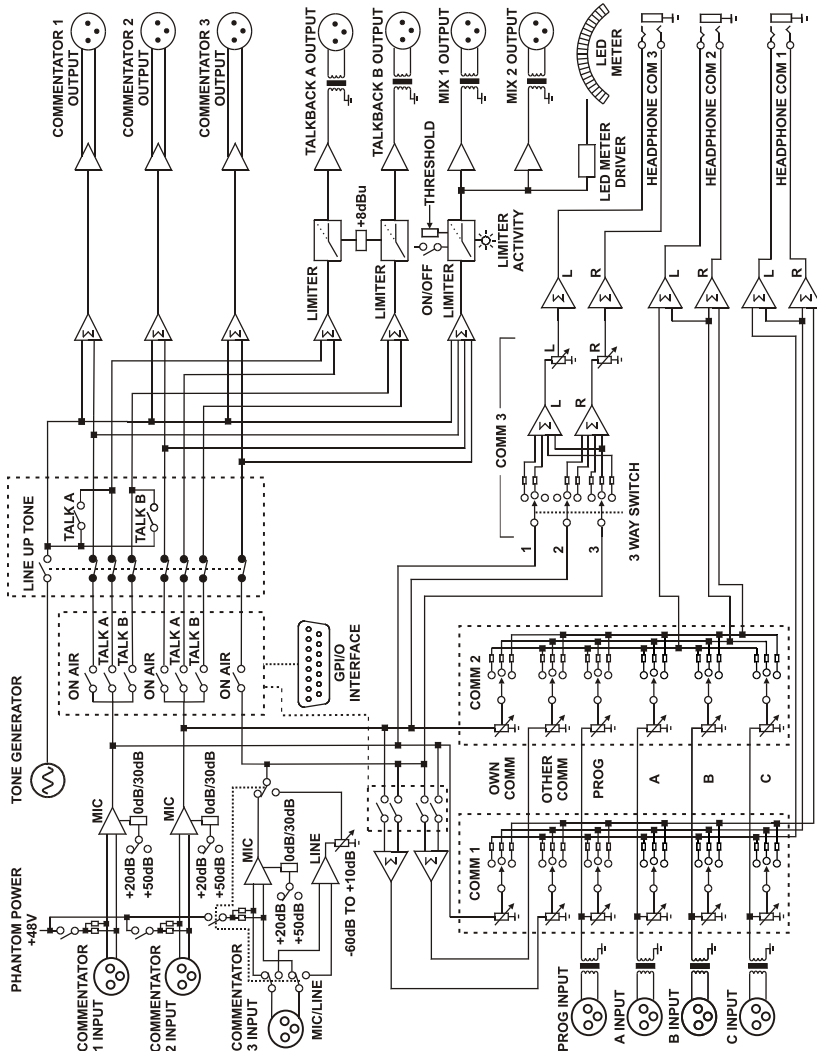 COMMENTATOR 1
OUTPUT
COMMENTATOR 2
OUTPUT
COMMENTATOR 3
OUTPUT
TALKBACK A OUTPUT
TALKBACK B OUTPUT
MIX 1 OUTPUT
MIX 2 OUTPUT
LED
METER
LED METER
DRIVER
HEADPHONE COM 3
HEADPHONE COM 2
HEADPHONE COM 1
+8dBu
THRESHOLD
ON/OFF
LIMITER
LIMITER
LIMITER
LIMITER
ACTIVITY
Σ
Σ
Σ
Σ
Σ
Σ
L
R
L
R
L
R
Σ
Σ
Σ
Σ
Σ
Σ
L
R
COMM 3
L
R
Σ
Σ
1
2
3
3 WAY SWITCH
LINE UP TONE
TALK A
TALK B
ON AIR
TALK A
TALK B
ON AIR
TALK A
TALK B
ON AIR
GPI/O
INTERFACE
TONE GENERATOR
PHANTOM POWER
+48V
MIC
0dB/30dB
+20dB
+50dB
MIC
0dB/30dB
+20dB
+50dB
MIC
0dB/30dB
+20dB
+50dB
LINE
-60dB TO +10dB
COMMENTATOR
1 INPUT
COMMENTATOR
2 INPUT
COMMENTATOR
3 INPUT
MIC/LINE
Σ
Σ
COMM 2
OWN
COMM
OTHER
COMM
PROG
A
B
C
COMM 1
PROG INPUT
A INPUT
B INPUT
C INPUT